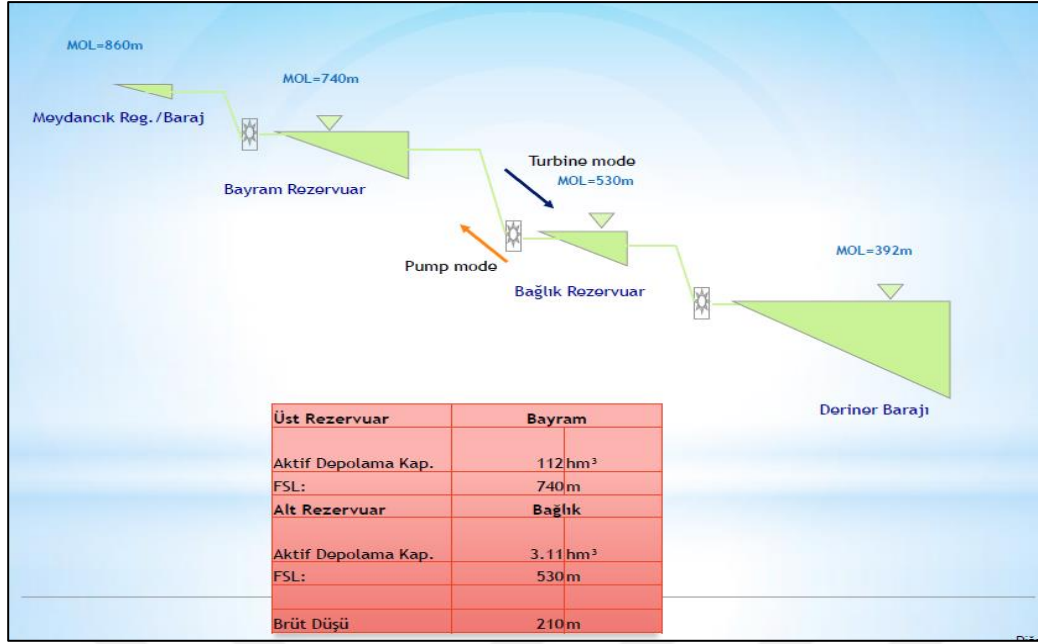 MOL=860m
MOL=740m
Meydancık Reg./Baraj
Bayram Rezervuar
Turbine mode
MOL=530m
Pump mode
Bağlık Rezervuar
MOL=392m
Deriner Barajı
Üst Rezervuar Bayram
Aktif Depolama Kap. 112 hm³
FSL: 740 m
Alt Rezervuar Bağlık
Aktif Depolama Kap. 3.11 hm³
FSL: 530 m
Brüt Düşü 210 m